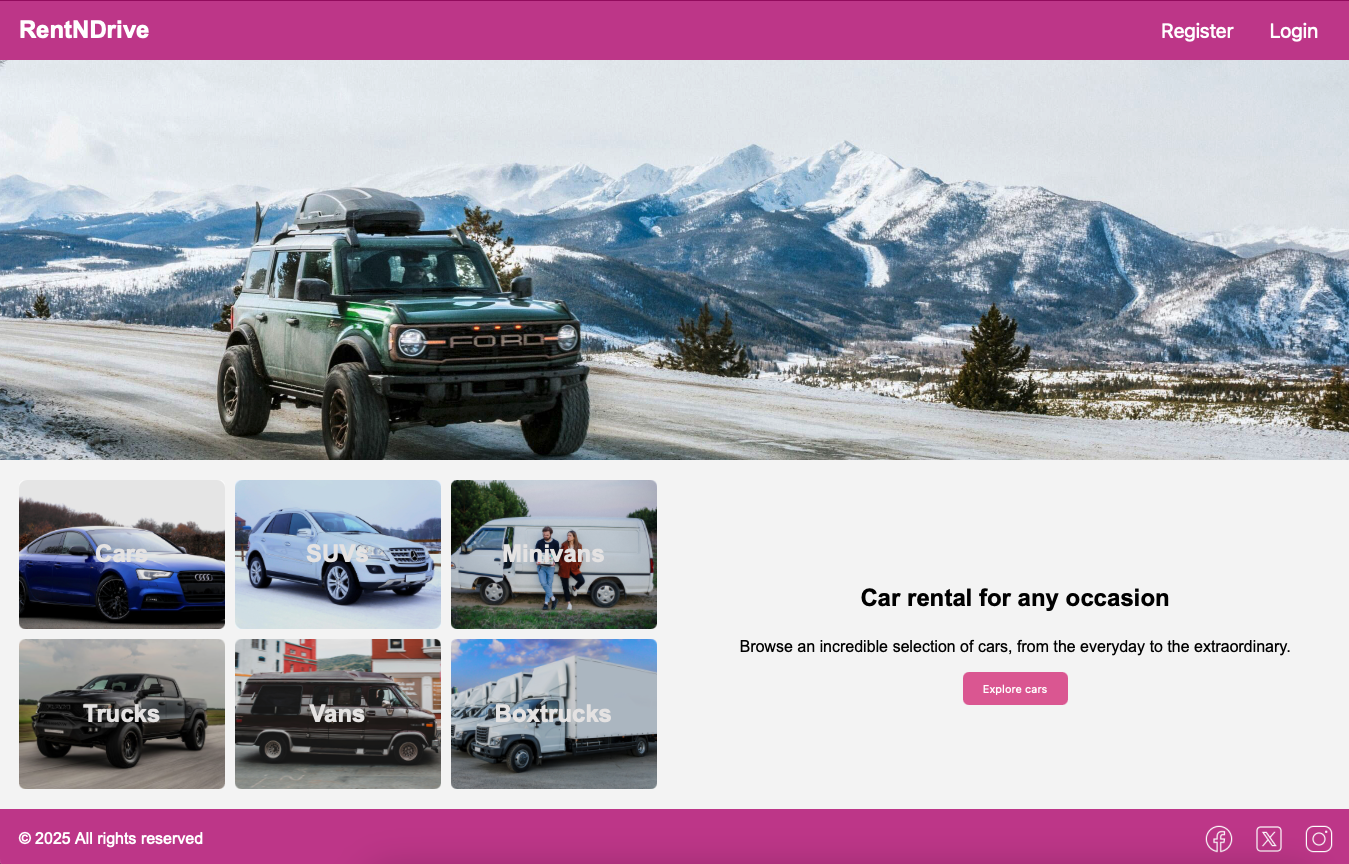 RentNDrive
Register
Login
FORD
Cars
SUVs
Minivans
Trucks
Vans
Boxtrucks
Car rental for any occasion
Browse an incredible selection of cars, from the everyday to the extraordinary.
Explore cars
© 2025 All rights reserved